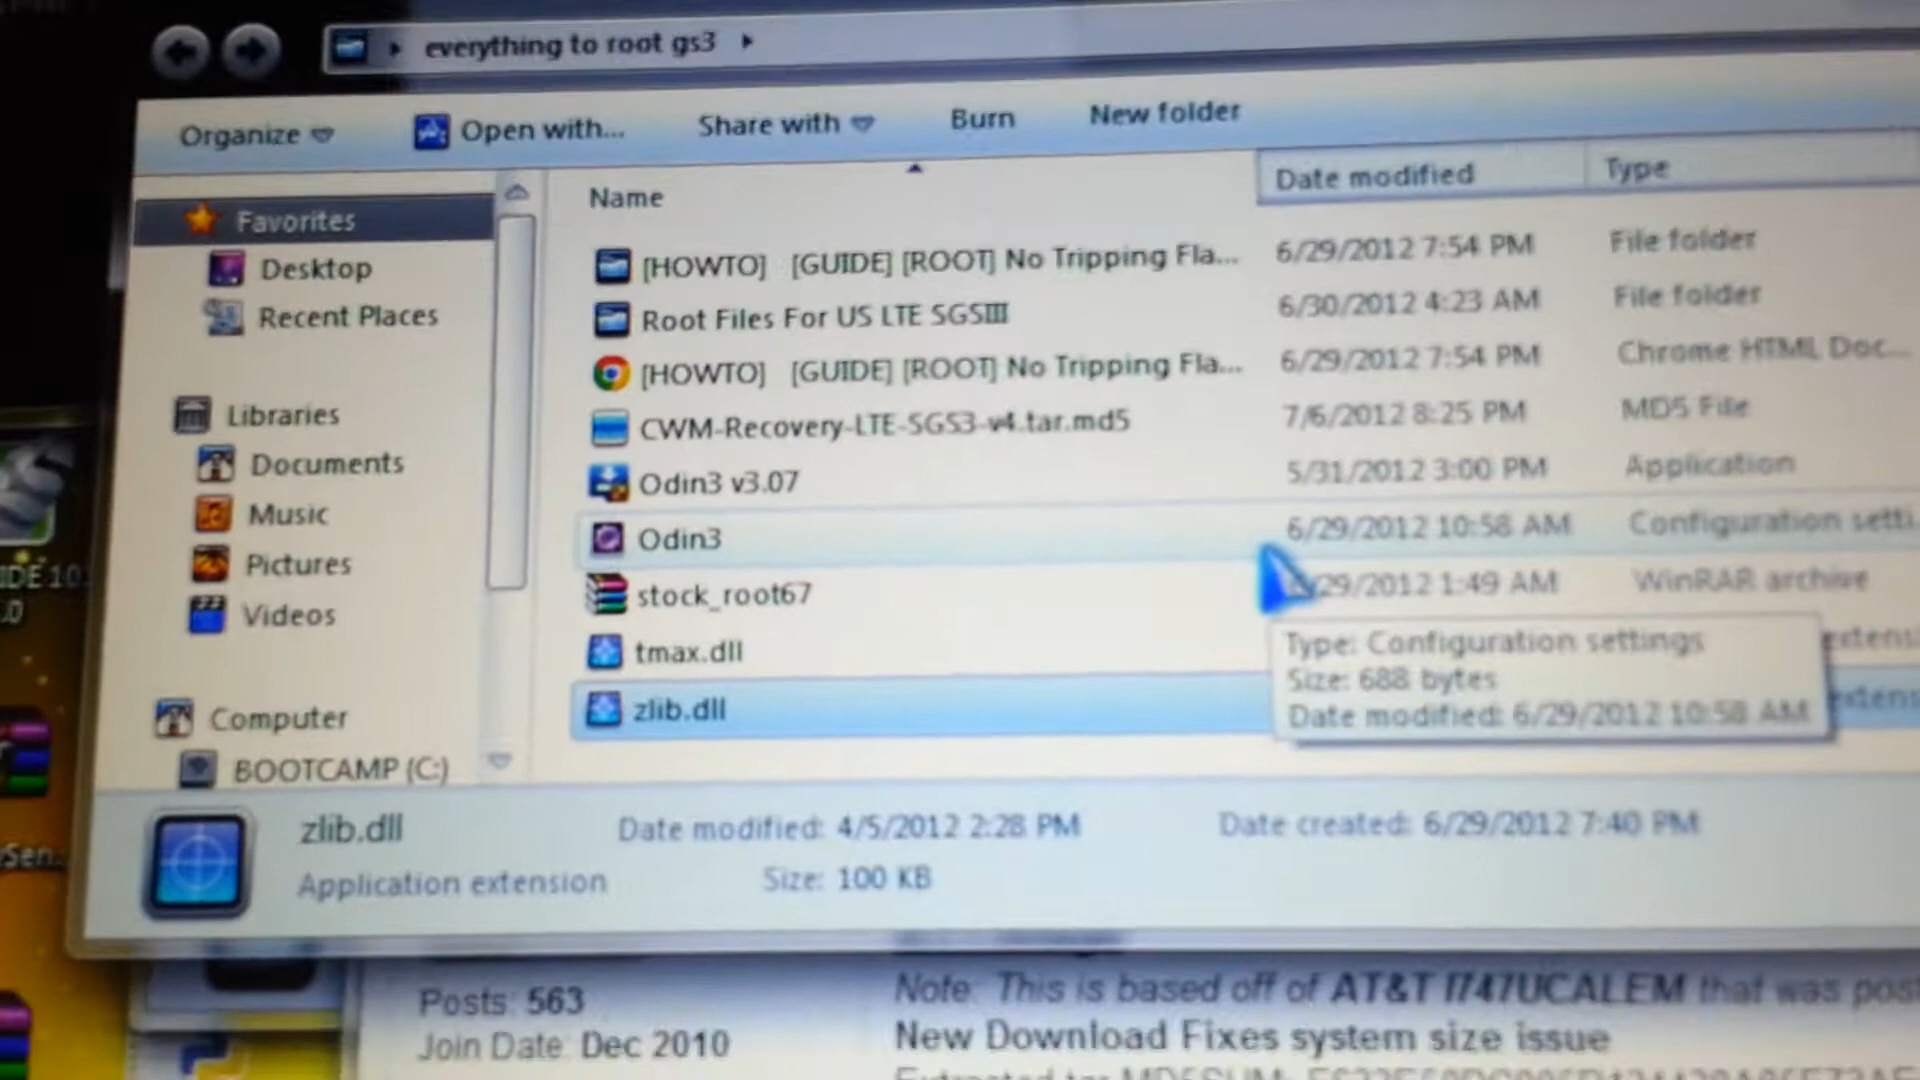 everything to root gs3
Organize Open with... Share with Burn New folder
Name Date modified Type
Favorites
Desktop
Recent Places
Libraries
Documents
Music
Pictures
Videos
Computer
BOOTCAMP (C:)
[HOWTO] [GUIDE] [ROOT] No Tripping Fla... 6/29/2012 7:54 PM File folder
Root Files For US LTE SGSIII 6/30/2012 4:23 AM File folder
[HOWTO] [GUIDE] [ROOT] No Tripping Fla... 6/29/2012 7:54 PM Chrome HTML Doc...
CWM-Recovery-LTE-SGS3-v4.tar.md5 7/6/2012 8:25 PM MD5 File
Odin3 v3.07 5/31/2012 3:00 PM Application
Odin3 6/29/2012 10:58 AM Configuration setti...
stock_root67 /29/2012 1:49 AM WinRAR archive
tmax.dll extensi
zlib.dll extens
Type: Configuration settings
Size: 688 bytes
Date modified: 6/29/2012 10:58 AM
zlib.dll Date modified: 4/5/2012 2:28 PM Date created: 6/29/2012 7:40 PM
Application extension Size: 100 KB
IDE 10
.0
Sen...
Posts: 563
Join Date: Dec 2010
Note: This is based off of AT&T I747UCALEM that was post
New Download Fixes system size issue